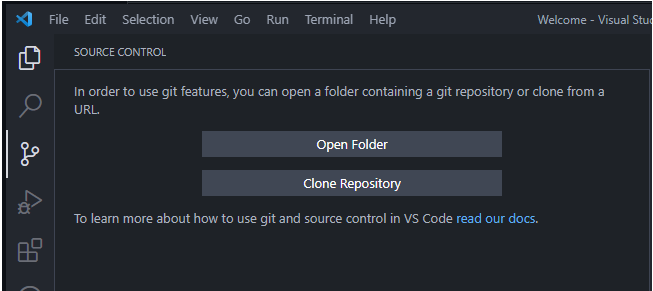 File Edit Selection View Go Run Terminal Help Welcome - Visual Stu
SOURCE CONTROL
In order to use git features, you can open a folder containing a git repository or clone from a
URL.
Open Folder
Clone Repository
To learn more about how to use git and source control in VS Code read our docs.